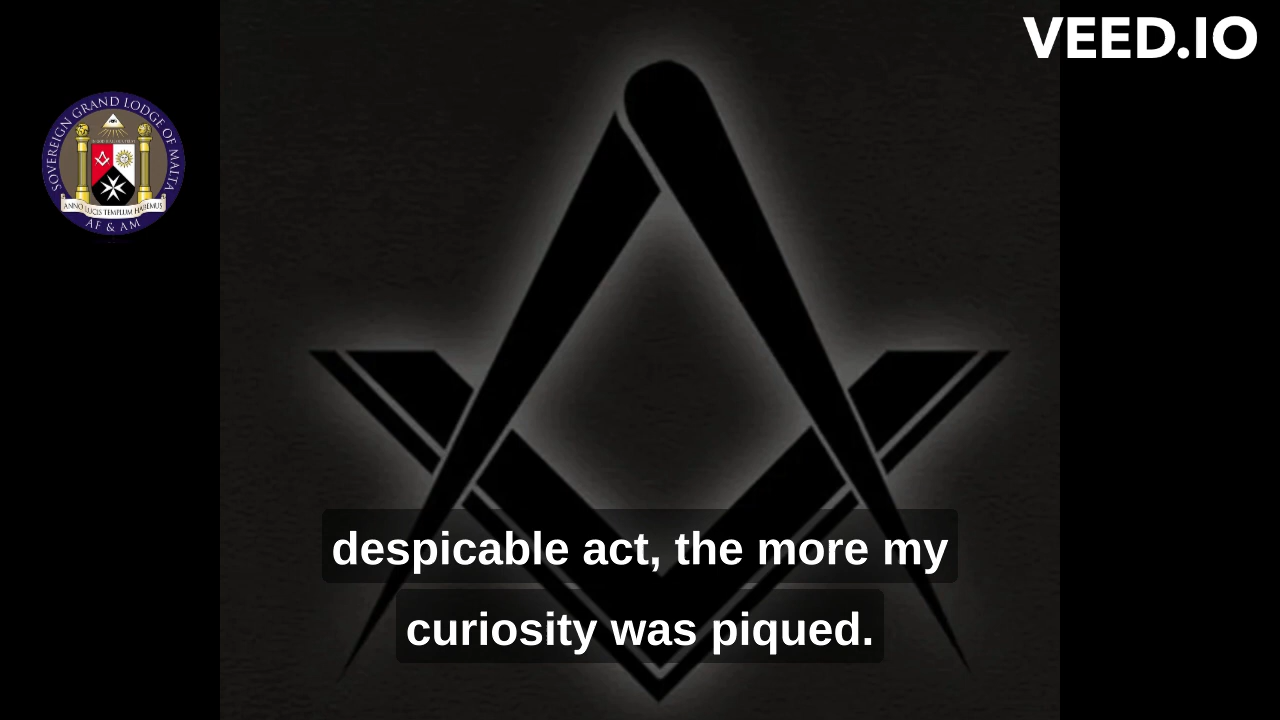 VEED.IO
SOVEREIGN GRAND LODGE OF MALTA
ANNO LUCIS TEMPLUM HABEMUS
AF & AM
despicable act, the more my
curiosity was piqued.